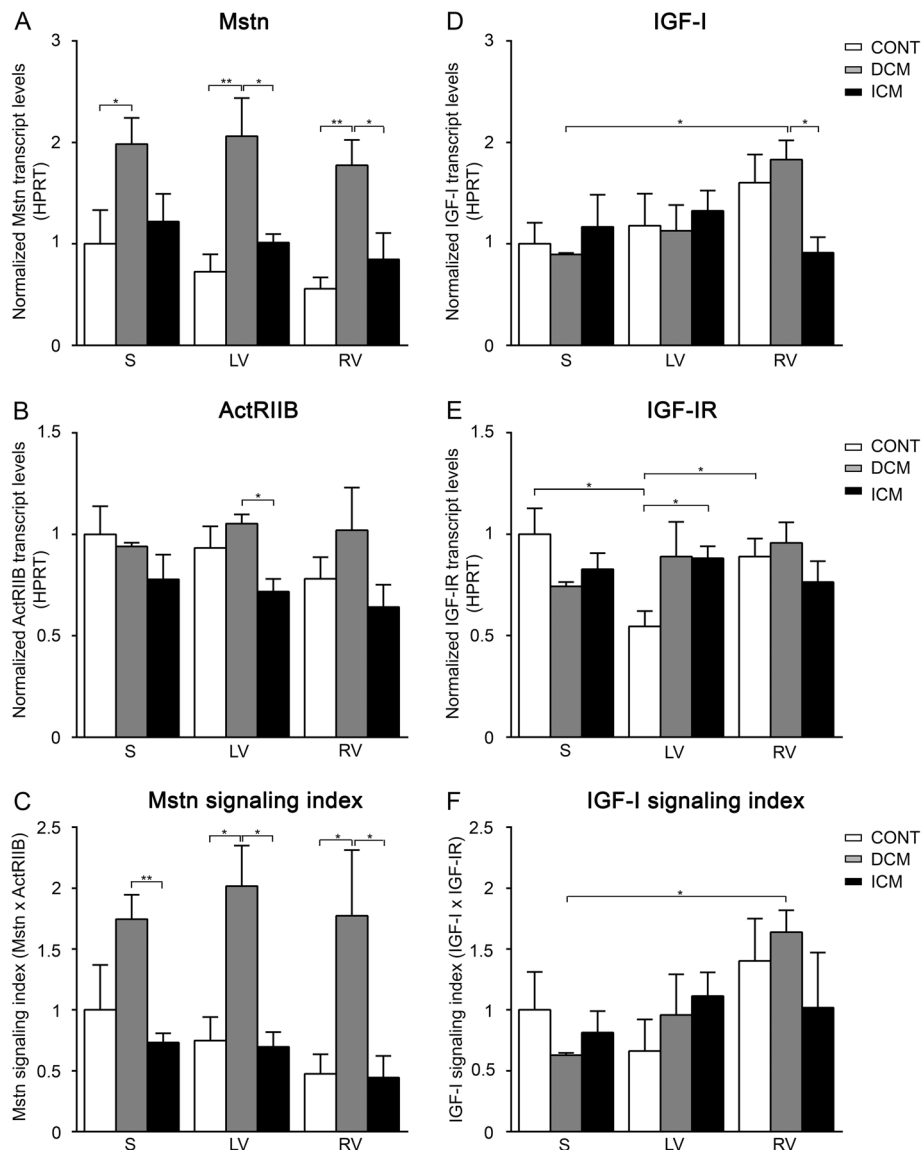 A
Mstn
Normalized Mstn transcript levels
(HPRT)
3
2
1
0
*
**
*
**
*
S
LV
RV
D
IGF-I
Normalized IGF-I transcript levels
(HPRT)
3
2
1
0
*
*
S
LV
RV
CONT
DCM
ICM
B
ActRIIB
Normalized ActRIIB transcript levels
(HPRT)
1.5
1
0.5
0
*
S
LV
RV
E
IGF-IR
Normalized IGF-IR transcript levels
(HPRT)
1.5
1
0.5
0
*
*
*
S
LV
RV
CONT
DCM
ICM
C
Mstn signaling index
Mstn signaling index (Mstn x ActRIIB)
2.5
2
1.5
1
0.5
0
**
*
*
*
*
S
LV
RV
F
IGF-I signaling index
IGF-I signaling index (IGF-I x IGF-IR)
2.5
2
1.5
1
0.5
0
*
S
LV
RV
CONT
DCM
ICM